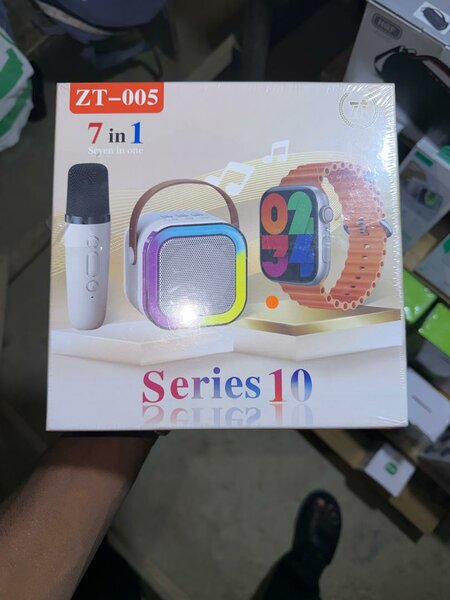 ZT-005
7 in 1
Seven in one
02
34
Series 10